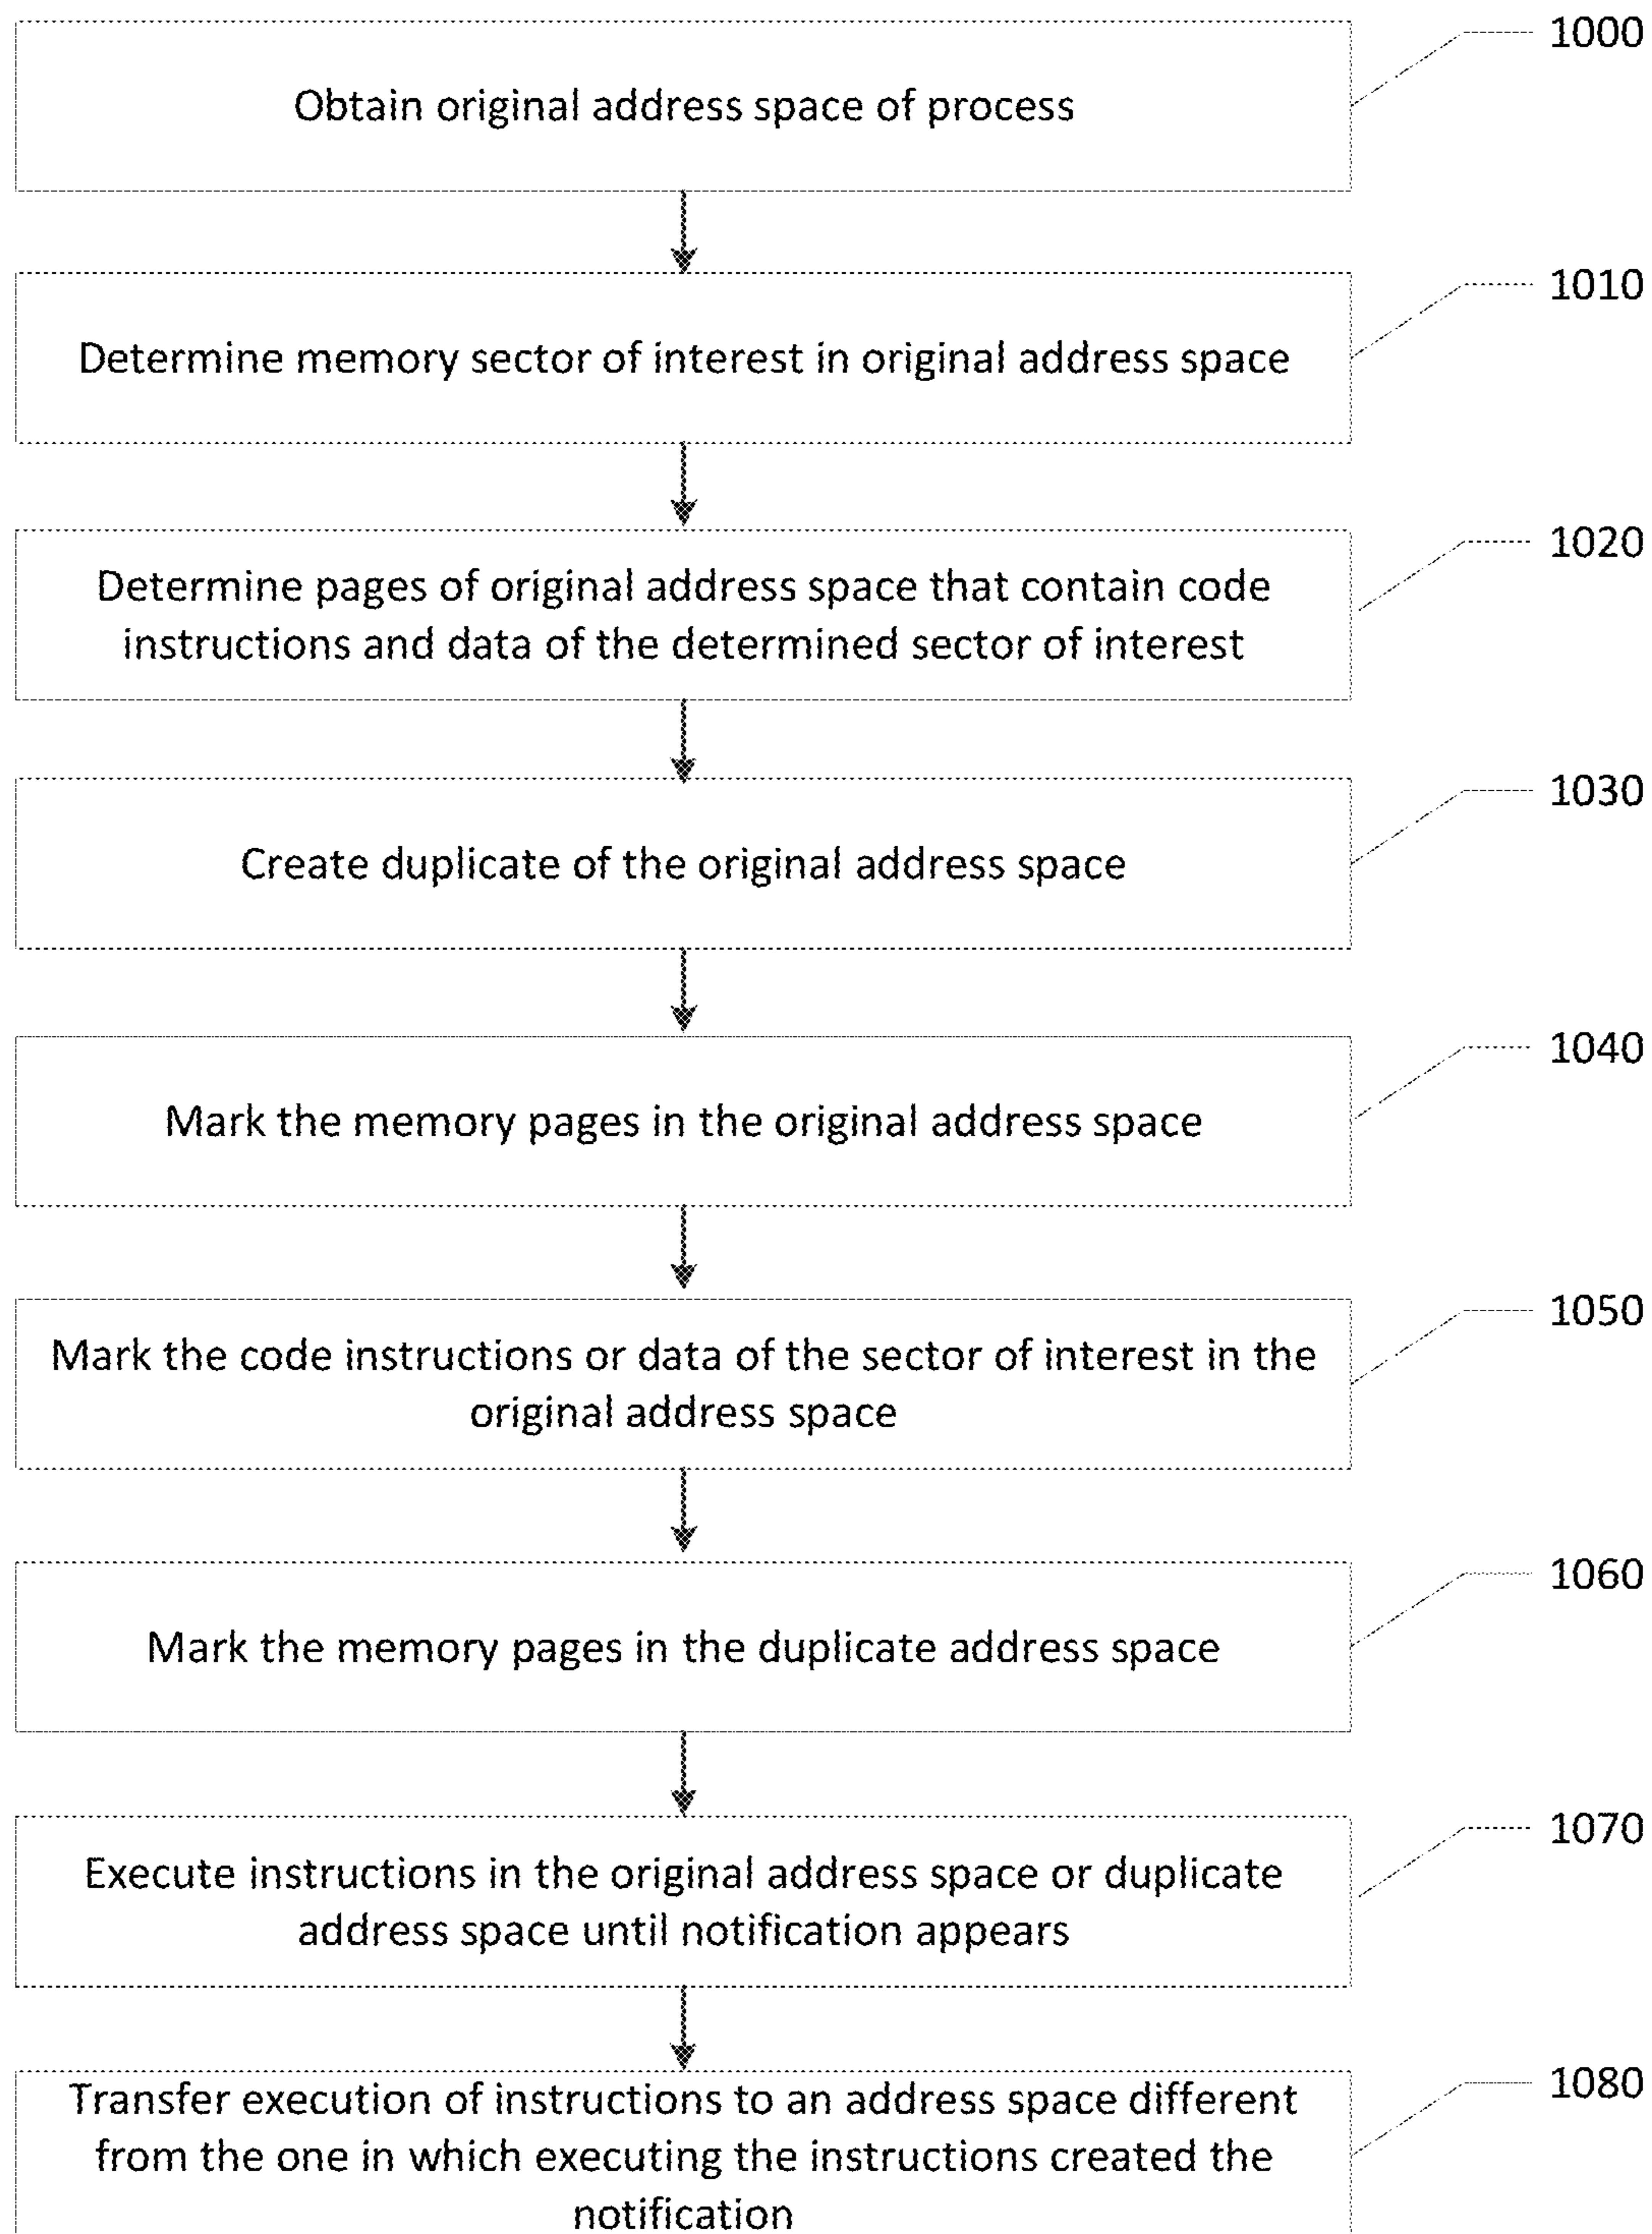 1000
Obtain original address space of process
1010
Determine memory sector of interest in original address space
1020
Determine pages of original address space that contain code
instructions and data of the determined sector of interest
1030
Create duplicate of the original address space
1040
Mark the memory pages in the original address space
1050
Mark the code instructions or data of the sector of interest in the
original address space
1060
Mark the memory pages in the duplicate address space
1070
Execute instructions in the original address space or duplicate
address space until notification appears
1080
Transfer execution of instructions to an address space different
from the one in which executing the instructions created the
notification